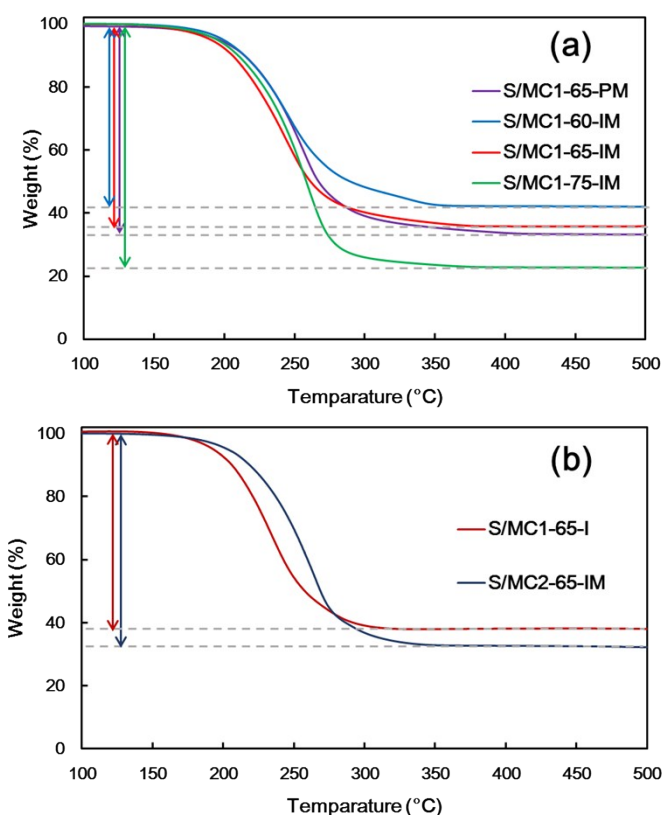 (a)
100
80
60
40
20
0
Weight (%)
S/MC1-65-PM
S/MC1-60-IM
S/MC1-65-IM
S/MC1-75-IM
100 150 200 250 300 350 400 450 500
Temparature (°C)
(b)
100
80
60
40
20
0
Weight (%)
S/MC1-65-I
S/MC2-65-IM
100 150 200 250 300 350 400 450 500
Temparature (°C)